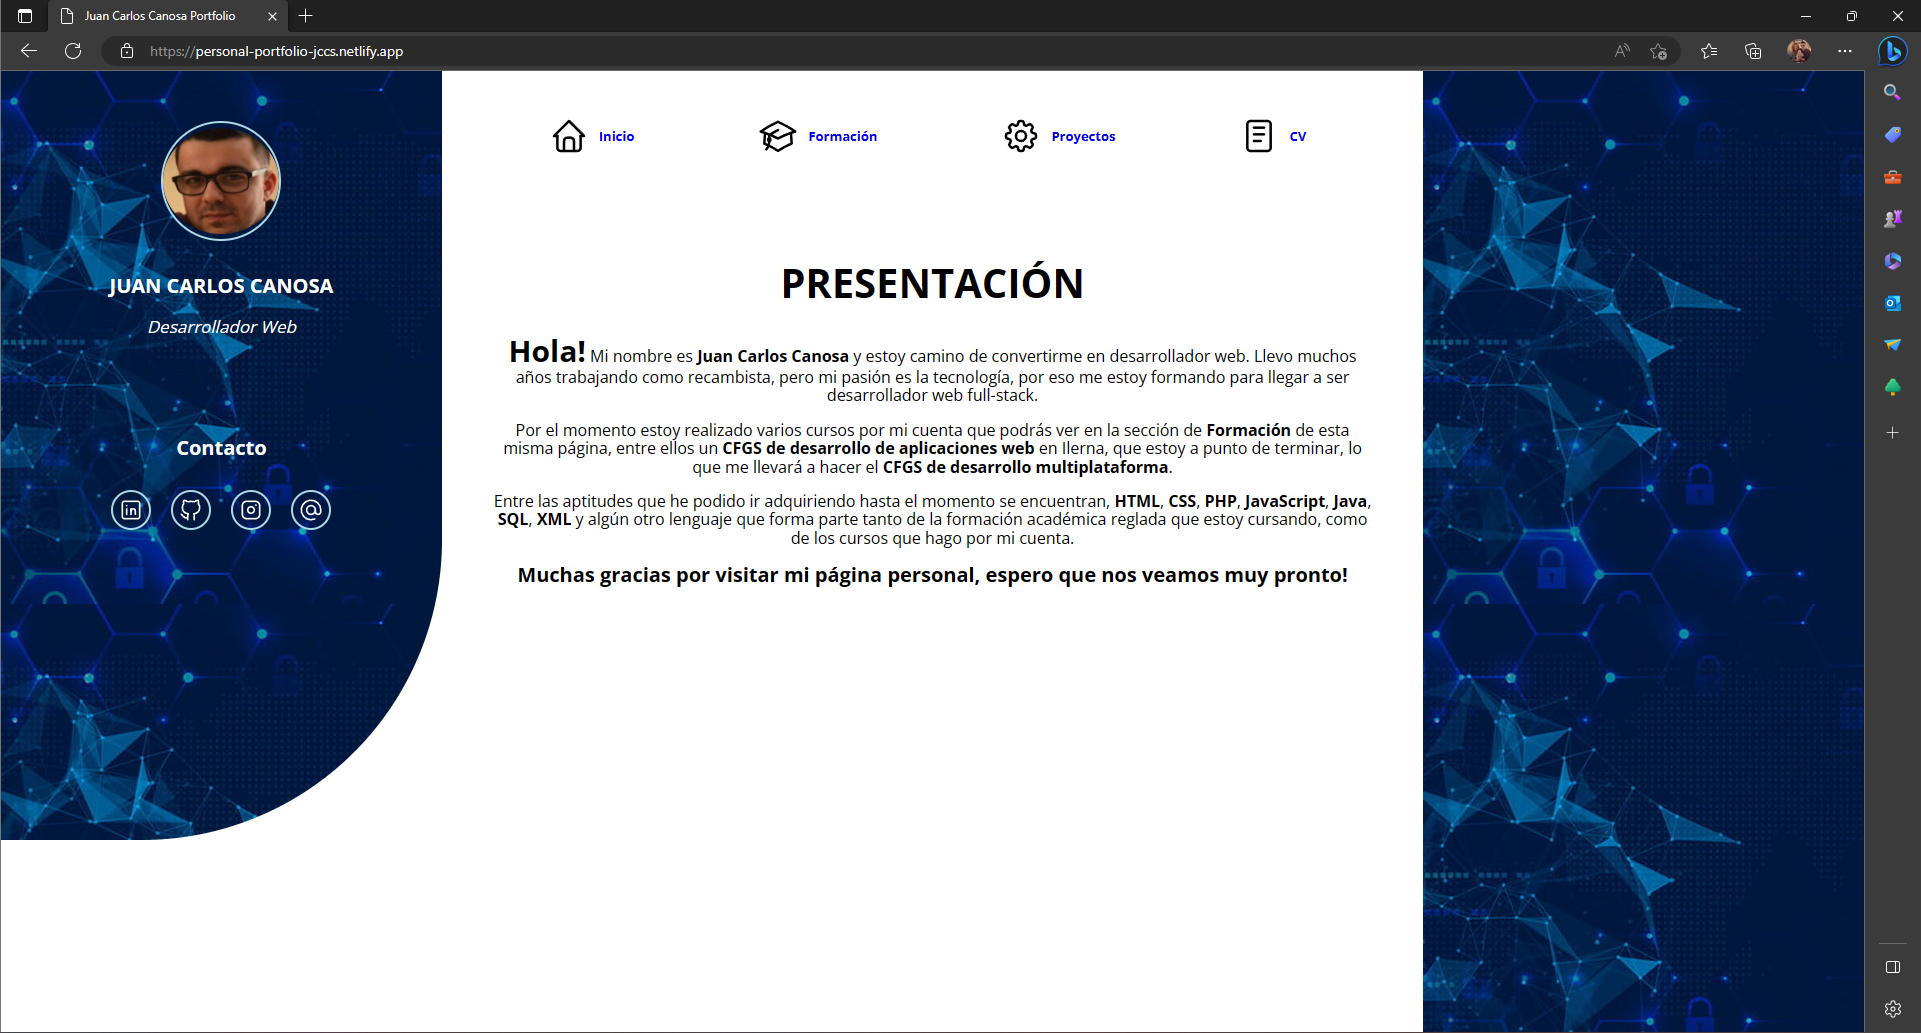 Juan Carlos Canosa Portfolio
https://personal-portfolio-jccs.netlify.app
JUAN CARLOS CANOSA
Desarrollador Web
Contacto
Inicio
Formación
Proyectos
CV
PRESENTACIÓN
Hola! Mi nombre es Juan Carlos Canosa y estoy camino de convertirme en desarrollador web. Llevo muchos
años trabajando como recambista, pero mi pasión es la tecnología, por eso me estoy formando para llegar a ser
desarrollador web full-stack.
Por el momento estoy realizado varios cursos por mi cuenta que podrás ver en la sección de Formación de esta
misma página, entre ellos un CFGS de desarrollo de aplicaciones web en llerna, que estoy a punto de terminar, lo
que me llevará a hacer el CFGS de desarrollo multiplataforma.
Entre las aptitudes que he podido ir adquiriendo hasta el momento se encuentran, HTML, CSS, PHP, JavaScript, Java,
SQL, XML y algún otro lenguaje que forma parte tanto de la formación académica reglada que estoy cursando, como
de los cursos que hago por mi cuenta.
Muchas gracias por visitar mi página personal, espero que nos veamos muy pronto!